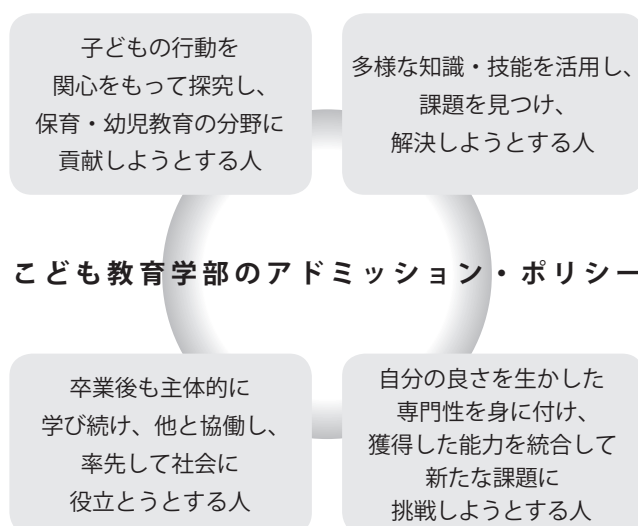 子どもの行動を
関心をもって探究し、
保育・幼児教育の分野に
貢献しようとする人
多様な知識・技能を活用し、
課題を見つけ、
解決しようとする人
こども教育学部のアドミッション・ポリシー
卒業後も主体的に
学び続け、他と協働し、
率先して社会に
役立とうとする人
自分の良さを生かした
専門性を身に付け、
獲得した能力を統合して
新たな課題に
挑戦しようとする人